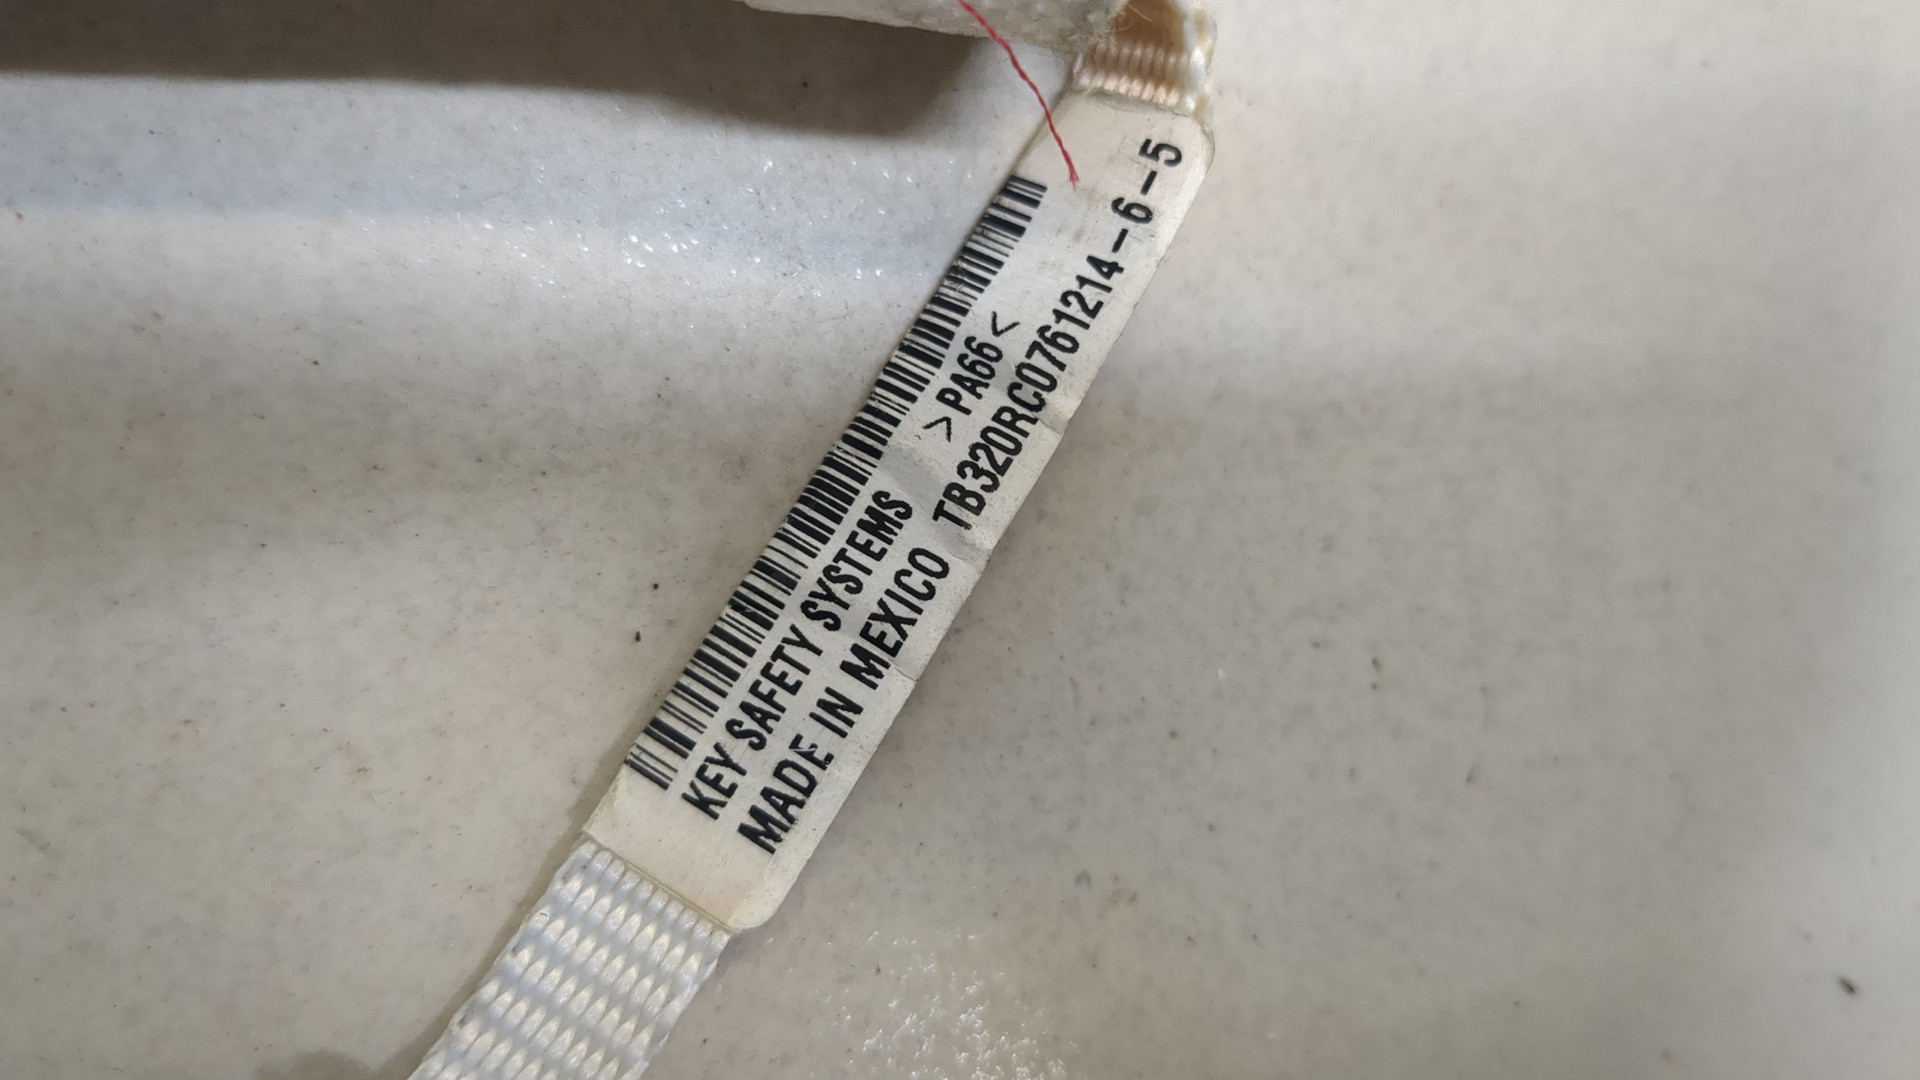 >PA66<
KEY SAFETY SYSTEMS
MADE IN MEXICO TB320RC0761214-6-5